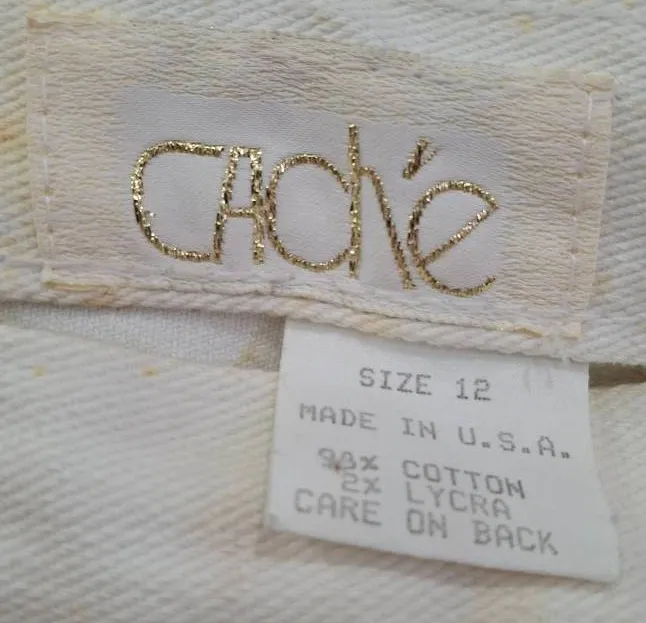 CAché
SIZE 12
MADE IN U.S.A.
98% COTTON
2% LYCRA
CARE ON BACK